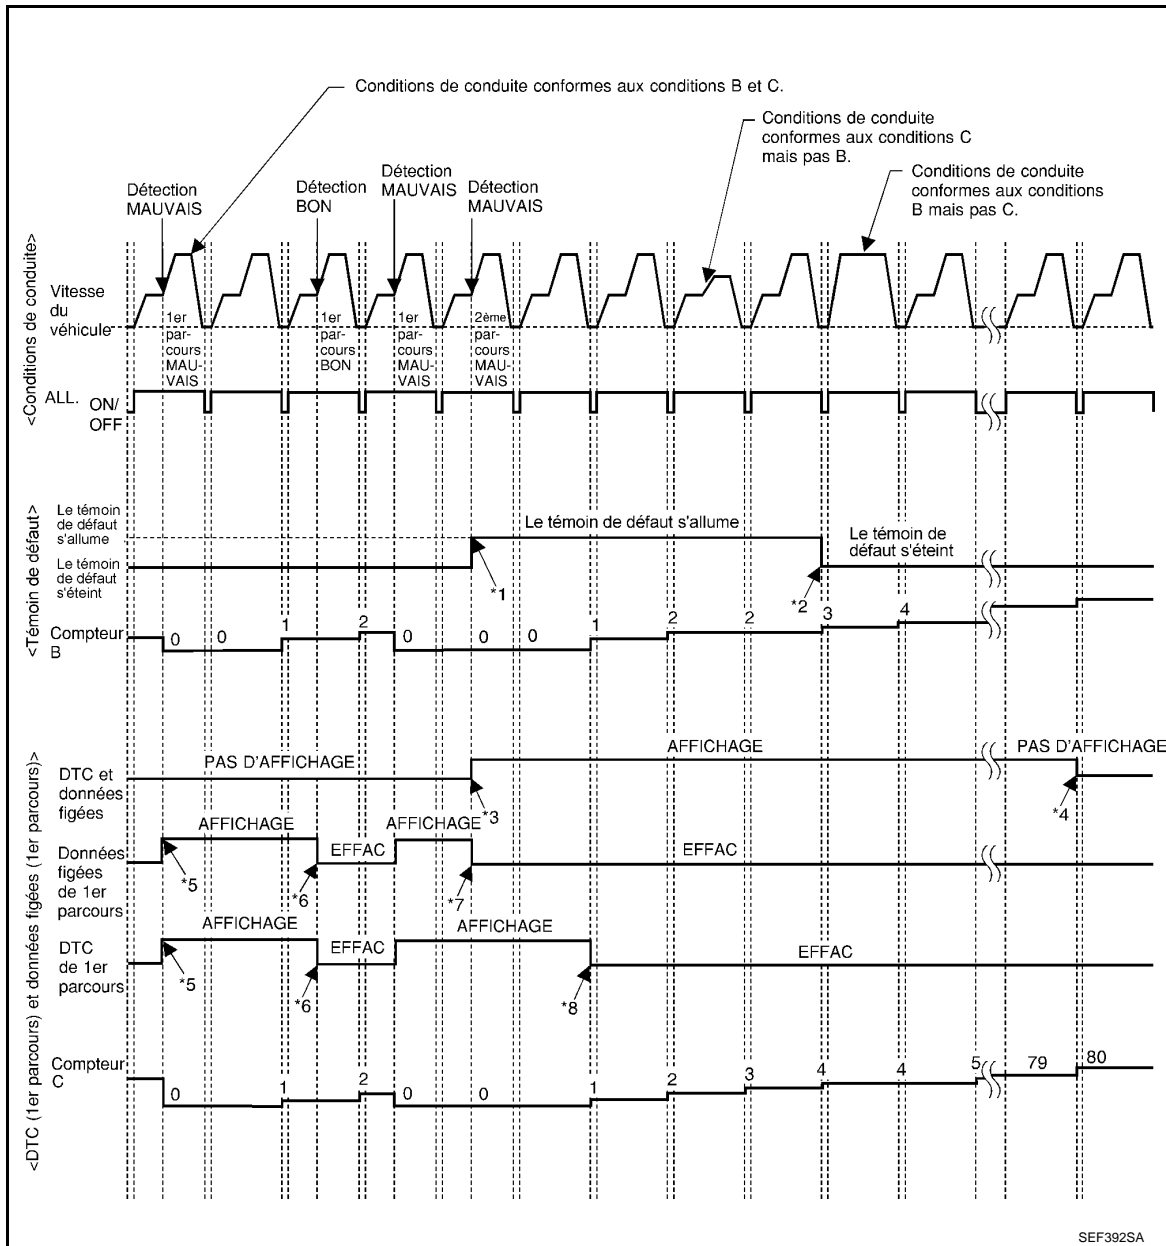 Conditions de conduite conformes aux conditions B et C.
Conditions de conduite
conformes aux conditions C
mais pas B.
Conditions de conduite
conformes aux conditions
B mais pas C.
Détection
MAUVAIS
Détection
BON
Détection
MAUVAIS
Détection
MAUVAIS
<Conditions de conduite>
Vitesse
du
véhicule
1er
par-
cours
MAU-
VAIS
1er
par-
cours
BON
1er
par-
cours
MAU-
VAIS
2ème
par-
cours
MAU-
VAIS
ALL.
ON/
OFF
<Témoin de défaut>
Le témoin
de défaut
s'allume
Le témoin
de défaut
s'éteint
Le témoin de défaut s'allume
Le témoin de
défaut s'éteint
*1
*2
Compteur
B
0 0 1 2 0 0 0 1 2 2 3 4
<DTC (1er parcours) et données figées (1er parcours)>
DTC et
données
figées
PAS D'AFFICHAGE
AFFICHAGE
PAS D'AFFICHAGE
*3
*4
Données
figées
de 1er
parcours
AFFICHAGE
EFFAC
AFFICHAGE
EFFAC
*5
*6
*7
DTC
de 1er
parcours
AFFICHAGE
EFFAC
AFFICHAGE
EFFAC
*5
*6
*8
Compteur
C
0 1 2 0 0 1 2 3 4 4 5 79 80
SEF392SA